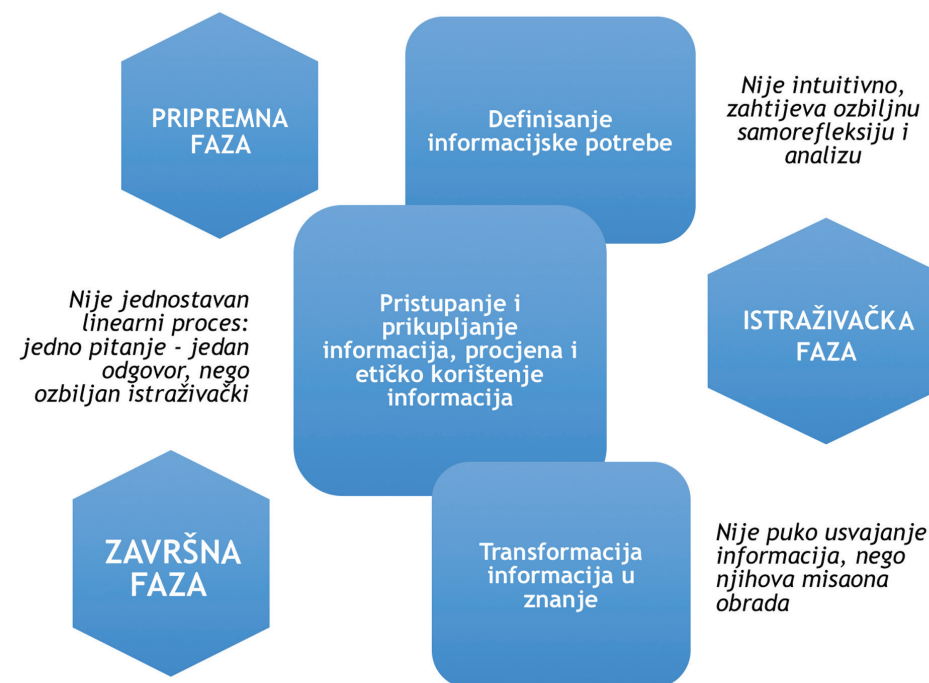 PRIPREMNA
FAZA
Definisanje
informacijske potrebe
Nije intuitivno,
zahtijeva ozbiljnu
samorefleksiju i
analizu
Nije jednostavan
linearni proces:
jedno pitanje - jedan
odgovor, nego
ozbiljan istraživački
Pristupanje i
prikupljanje
informacija, procjena i
etičko korištenje
informacija
ISTRAŽIVAČKA
FAZA
ZAVRŠNA
FAZA
Transformacija
informacija u
znanje
Nije puko usvajanje
informacija, nego
njihova misaona
obrada